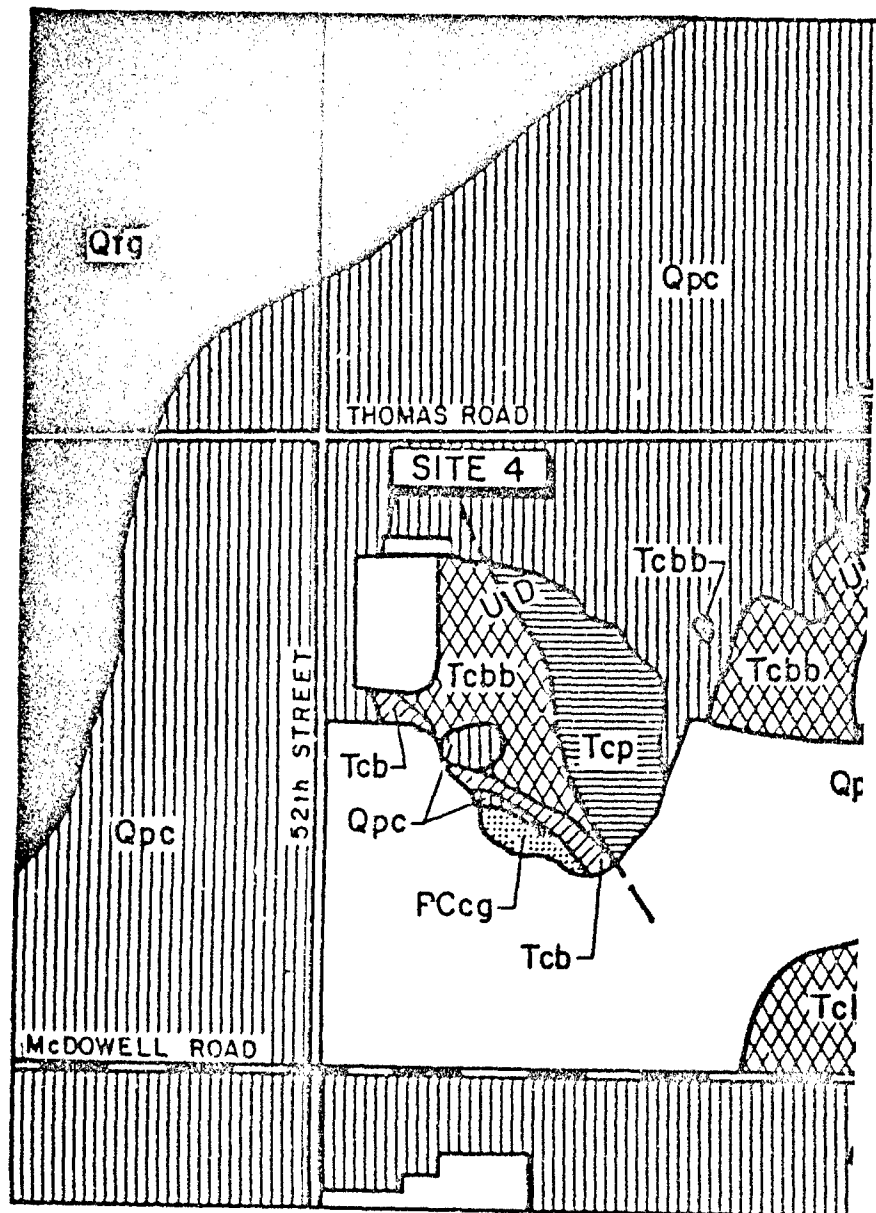 Qfg
Qpc
THOMAS ROAD
SITE 4
Tcbb
U D
U
Tcbb
Tcbb
52th STREET
Tcb
Tcp
Qpc
Qpc
PCcg
Tcb
McDOWELL ROAD